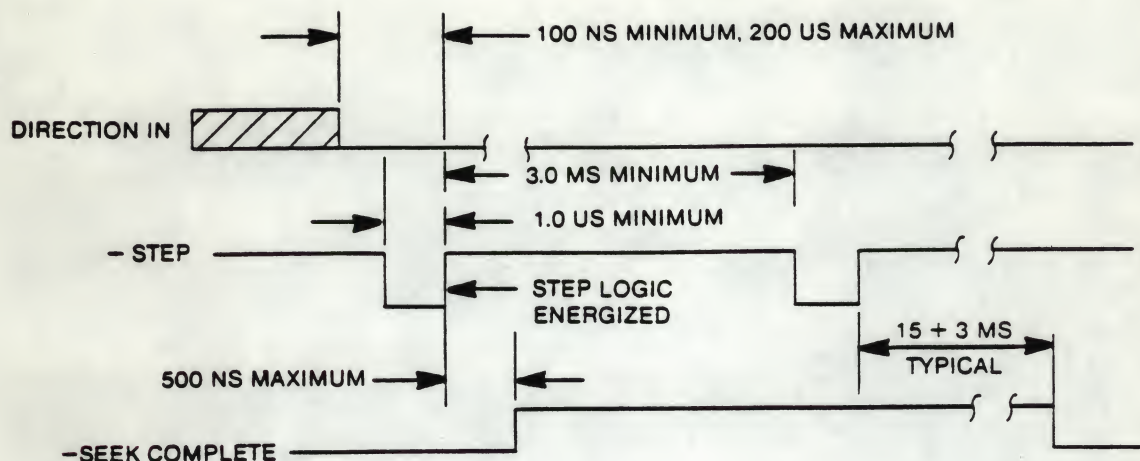 100 NS MINIMUM, 200 US MAXIMUM
DIRECTION IN
3.0 MS MINIMUM
1.0 US MINIMUM
- STEP
STEP LOGIC
ENERGIZED
15 + 3 MS
TYPICAL
500 NS MAXIMUM
-SEEK COMPLETE